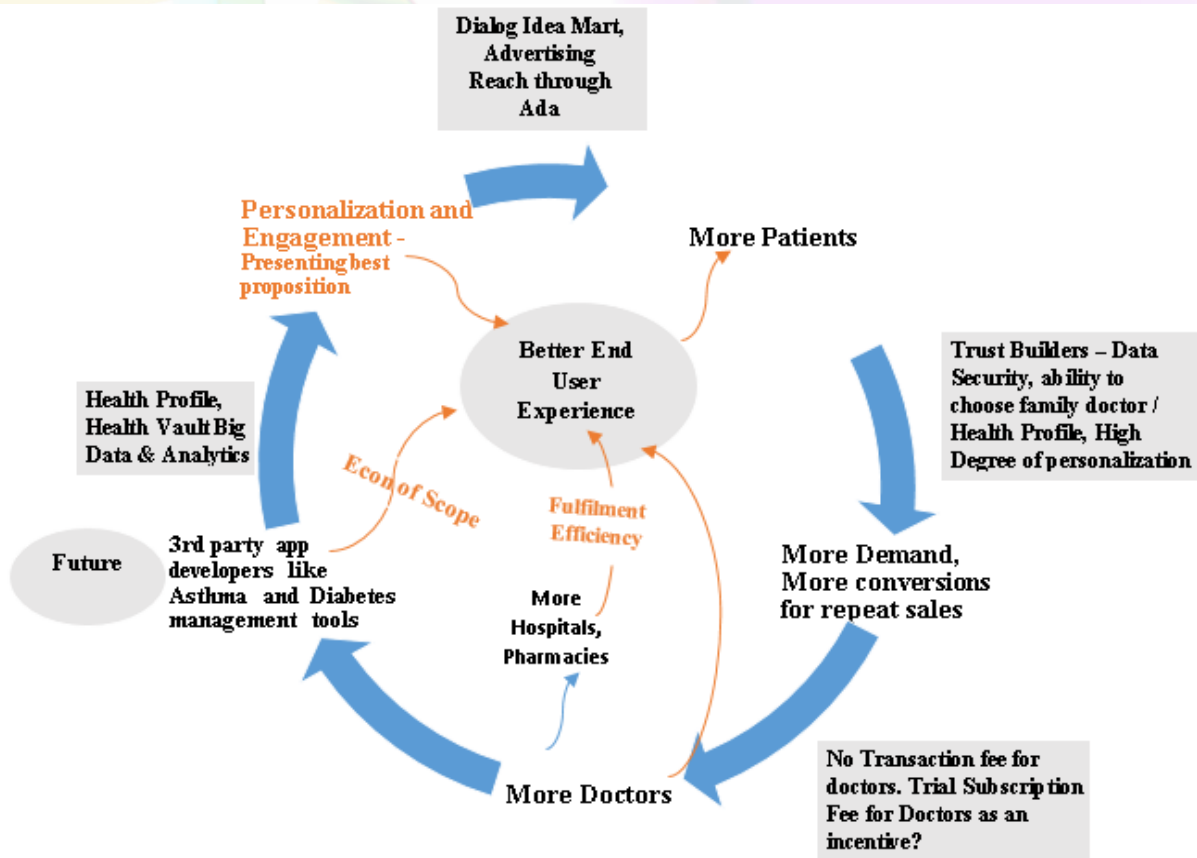 Dialog Idea Mart,
Advertising
Reach through
Ada
Personalization and
Engagement -
Presenting best
proposition
More Patients
Better End
User
Experience
Trust Builders – Data
Security, ability to
choose family doctor /
Health Profile, High
Degree of personalization
Health Profile,
Health Vault Big
Data & Analytics
Econ of Scope
Fulfilment
Efficiency
Future
3rd party app
developers like
Asthma and Diabetes
management tools
More Demand,
More conversions
for repeat sales
More
Hospitals,
Pharmacies
More Doctors
No Transaction fee for
doctors. Trial Subscription
Fee for Doctors as an
incentive?